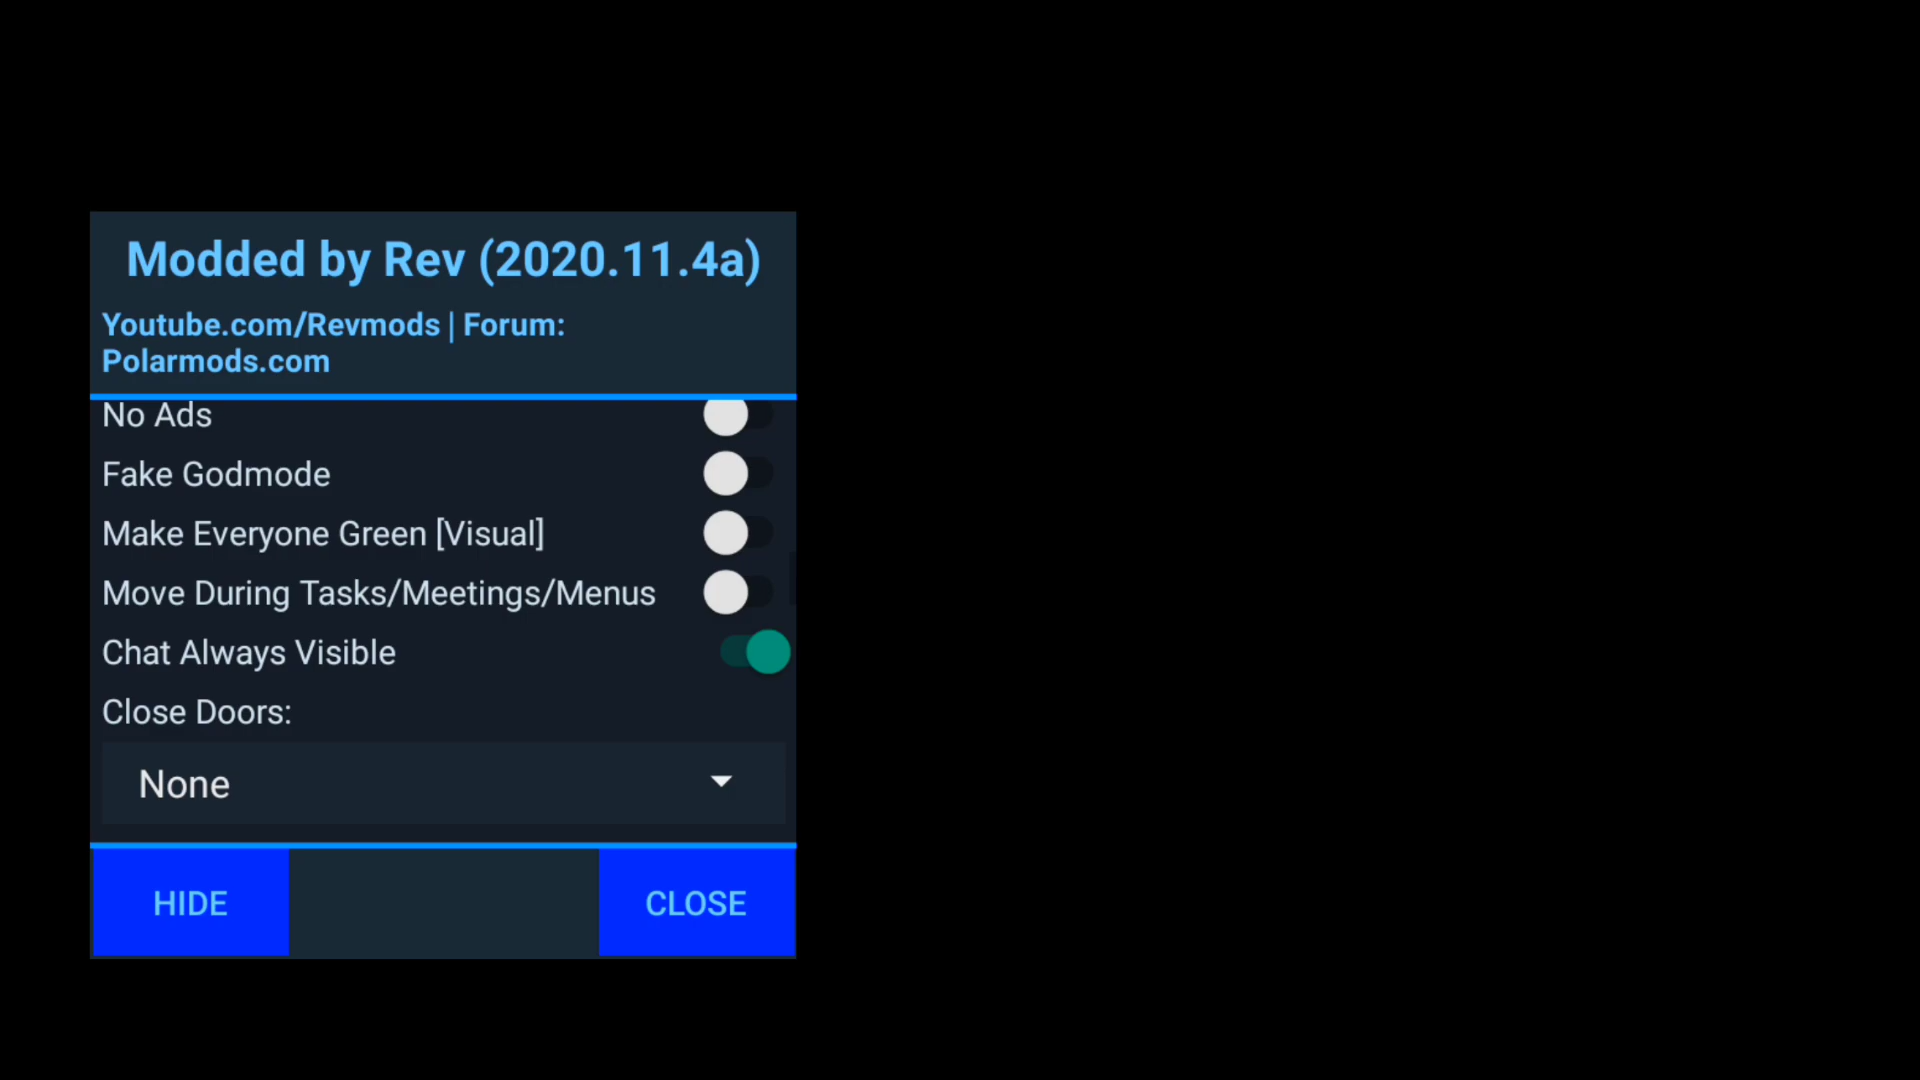 Modded by Rev (2020.11.4a)
Youtube.com/Revmods | Forum:
Polarmods.com
No Ads
Fake Godmode
Make Everyone Green [Visual]
Move During Tasks/Meetings/Menus
Chat Always Visible
Close Doors:
None
HIDE
CLOSE